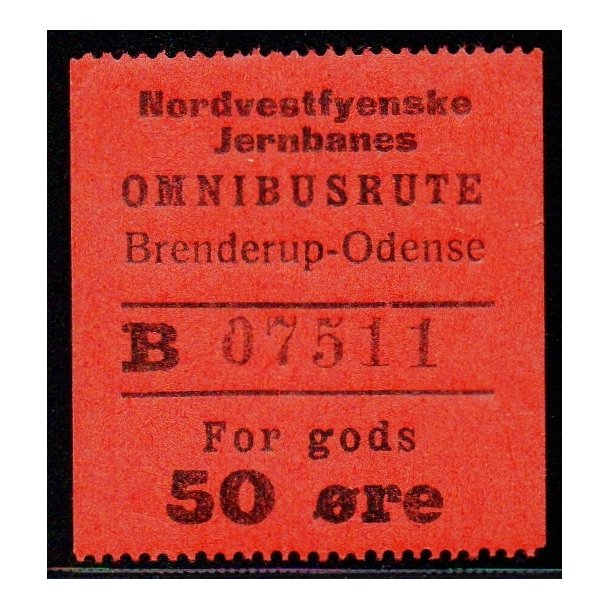 Nordvestfyenske
Jernbanes
OMNIBUSRUTE
Brenderup-Odense
B 07511
For gods
50 øre